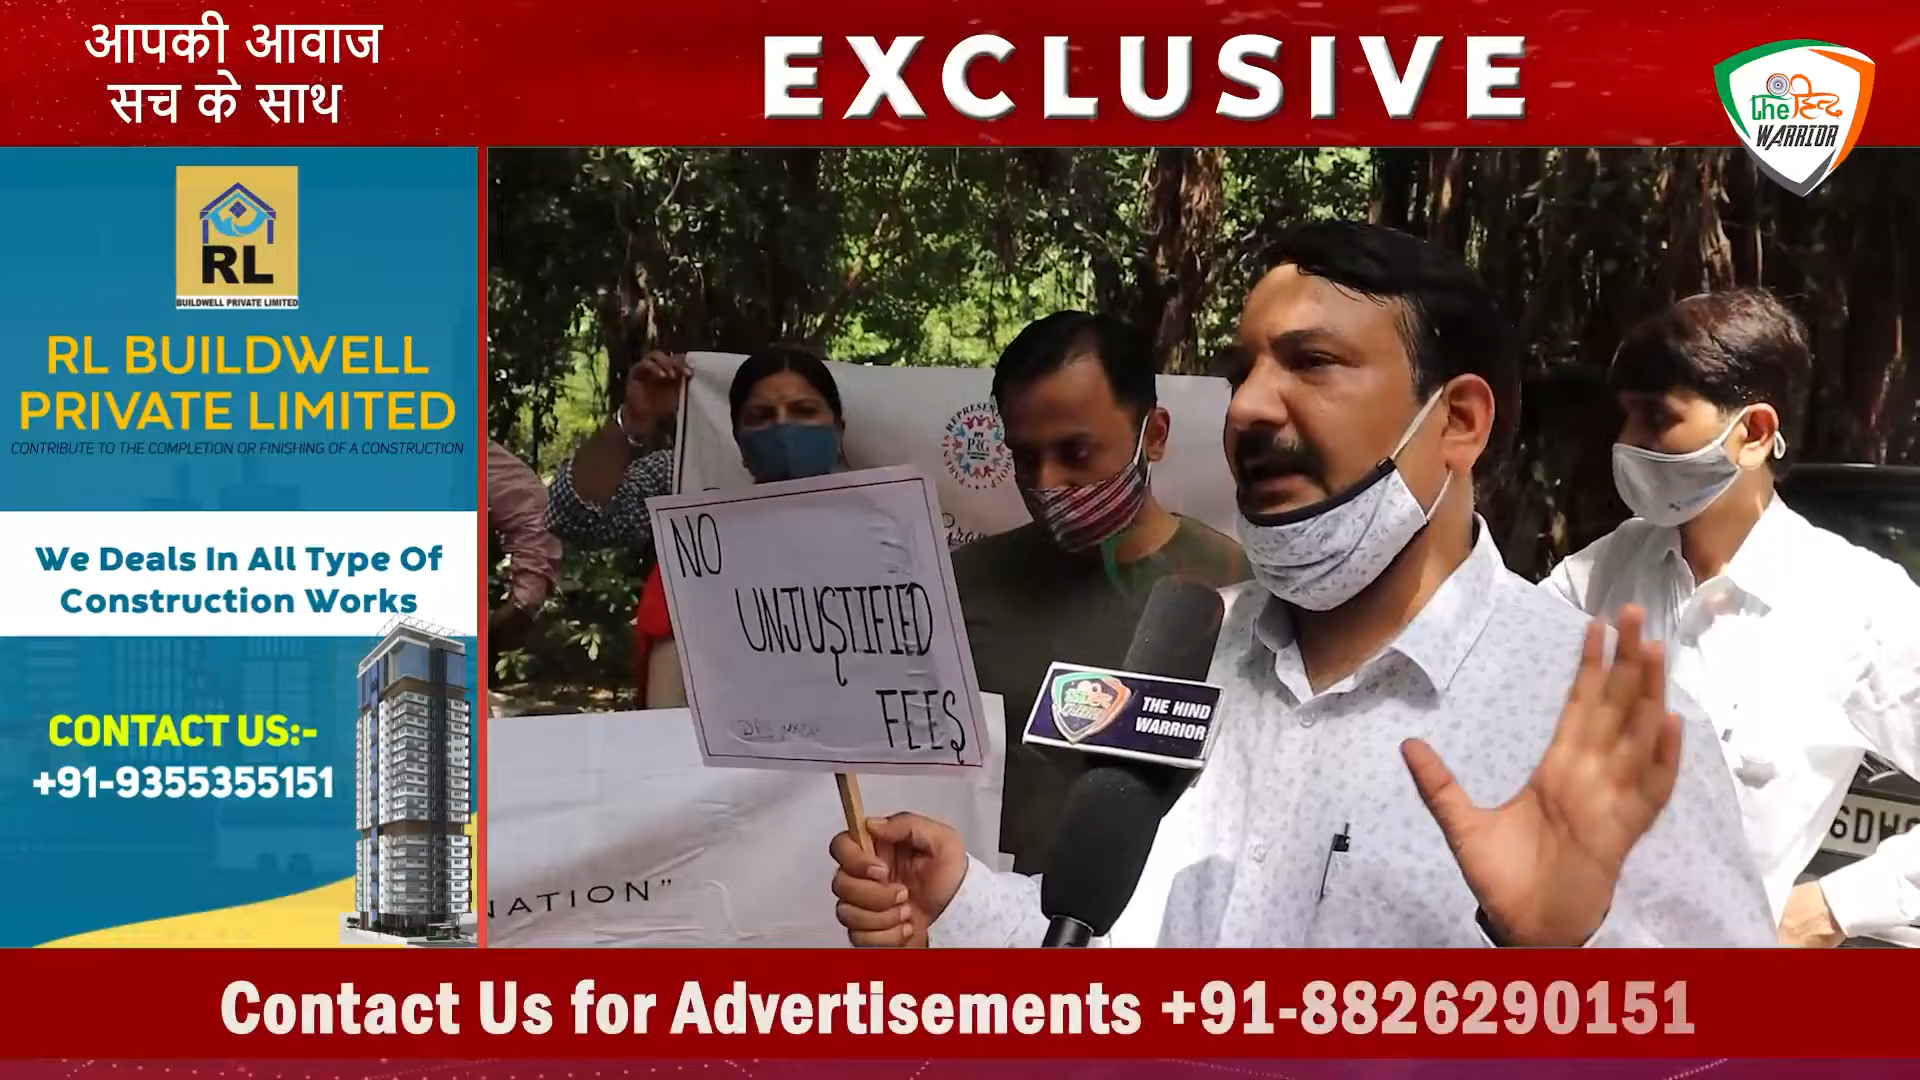 आपकी आवाज
सच के साथ
EXCLUSIVE
the हिन्द
WARRIOR
RL
BUILDWELL PRIVATE LIMITED
RL BUILDWELL
PRIVATE LIMITED
CONTRIBUTE TO THE COMPLETION OR FINISHING OF A CONSTRUCTION
We Deals In All Type Of
Construction Works
CONTACT US:-
+91-9355355151
NO
UNJUSTIFIED
FEES
PRG
THE HIND
WARRIOR
NATION"
Contact Us for Advertisements +91-8826290151